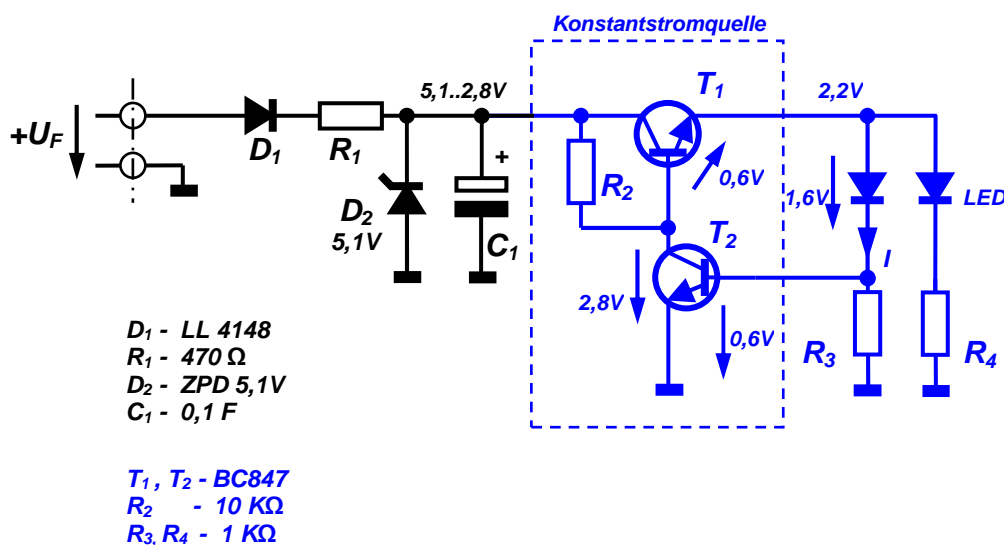 Konstantstromquelle
5,1..2,8V
T1
2,2V
+UF
D1
R1
+
R2
0,6V
1,6V
LED
D2
5,1V
C1
T2
I
2,8V
0,6V
R3
R4
D1 - LL 4148
R1 - 470 Ω
D2 - ZPD 5,1V
C1 - 0,1 F
T1 , T2 - BC847
R2 - 10 KΩ
R3, R4 - 1 KΩ